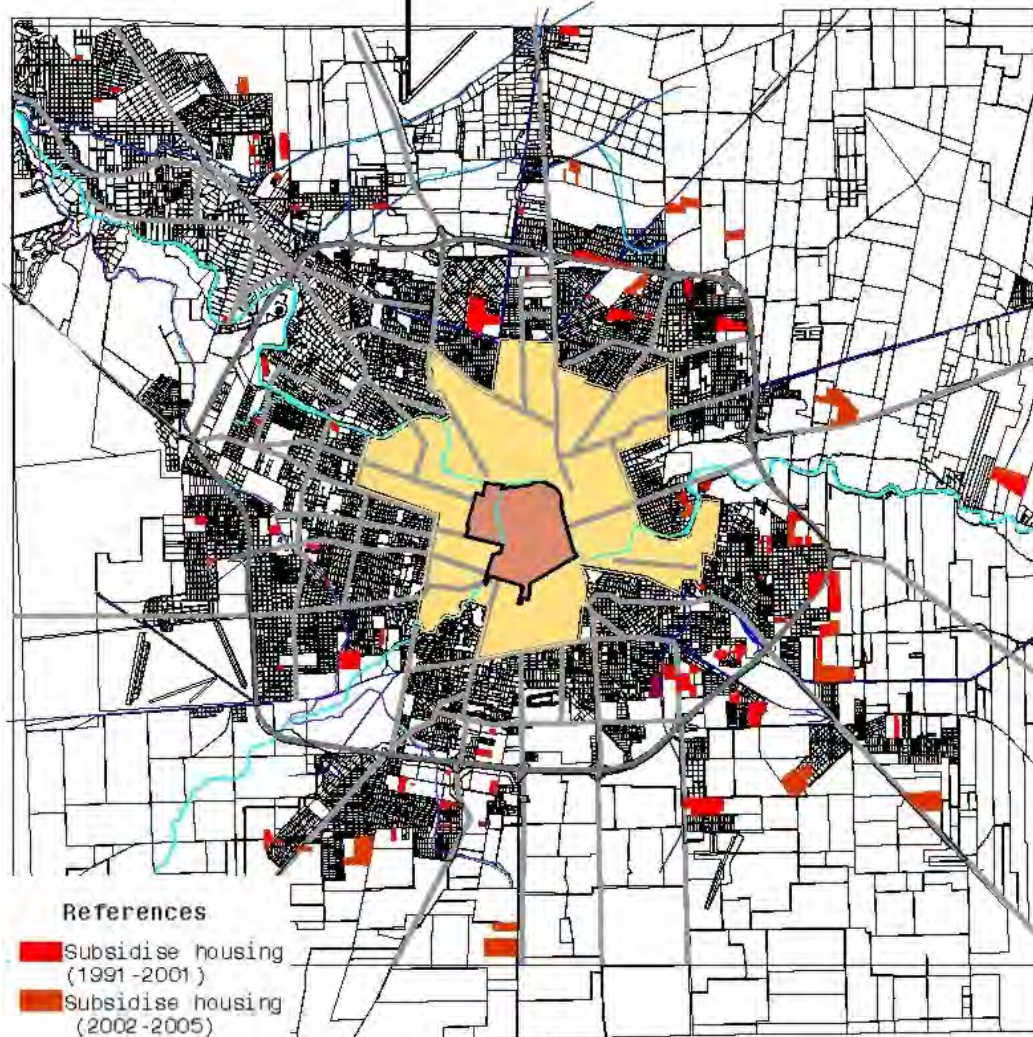 References
Subsidise housing
(1991-2001)
Subsidise housing
(2002-2005)